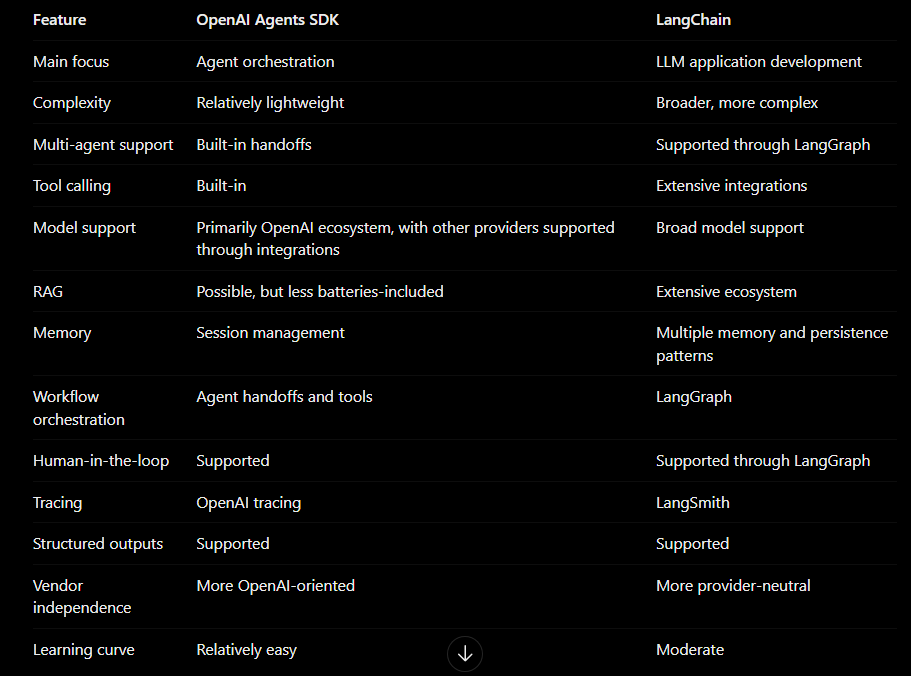 Feature OpenAI Agents SDK LangChain
Main focus Agent orchestration LLM application development
Complexity Relatively lightweight Broader, more complex
Multi-agent support Built-in handoffs Supported through LangGraph
Tool calling Built-in Extensive integrations
Model support Primarily OpenAI ecosystem, with other providers supported Broad model support
through integrations
RAG Possible, but less batteries-included Extensive ecosystem
Memory Session management Multiple memory and persistence
patterns
Workflow Agent handoffs and tools LangGraph
orchestration
Human-in-the-loop Supported Supported through LangGraph
Tracing OpenAI tracing LangSmith
Structured outputs Supported Supported
Vendor More OpenAI-oriented More provider-neutral
independence
Learning curve Relatively easy Moderate